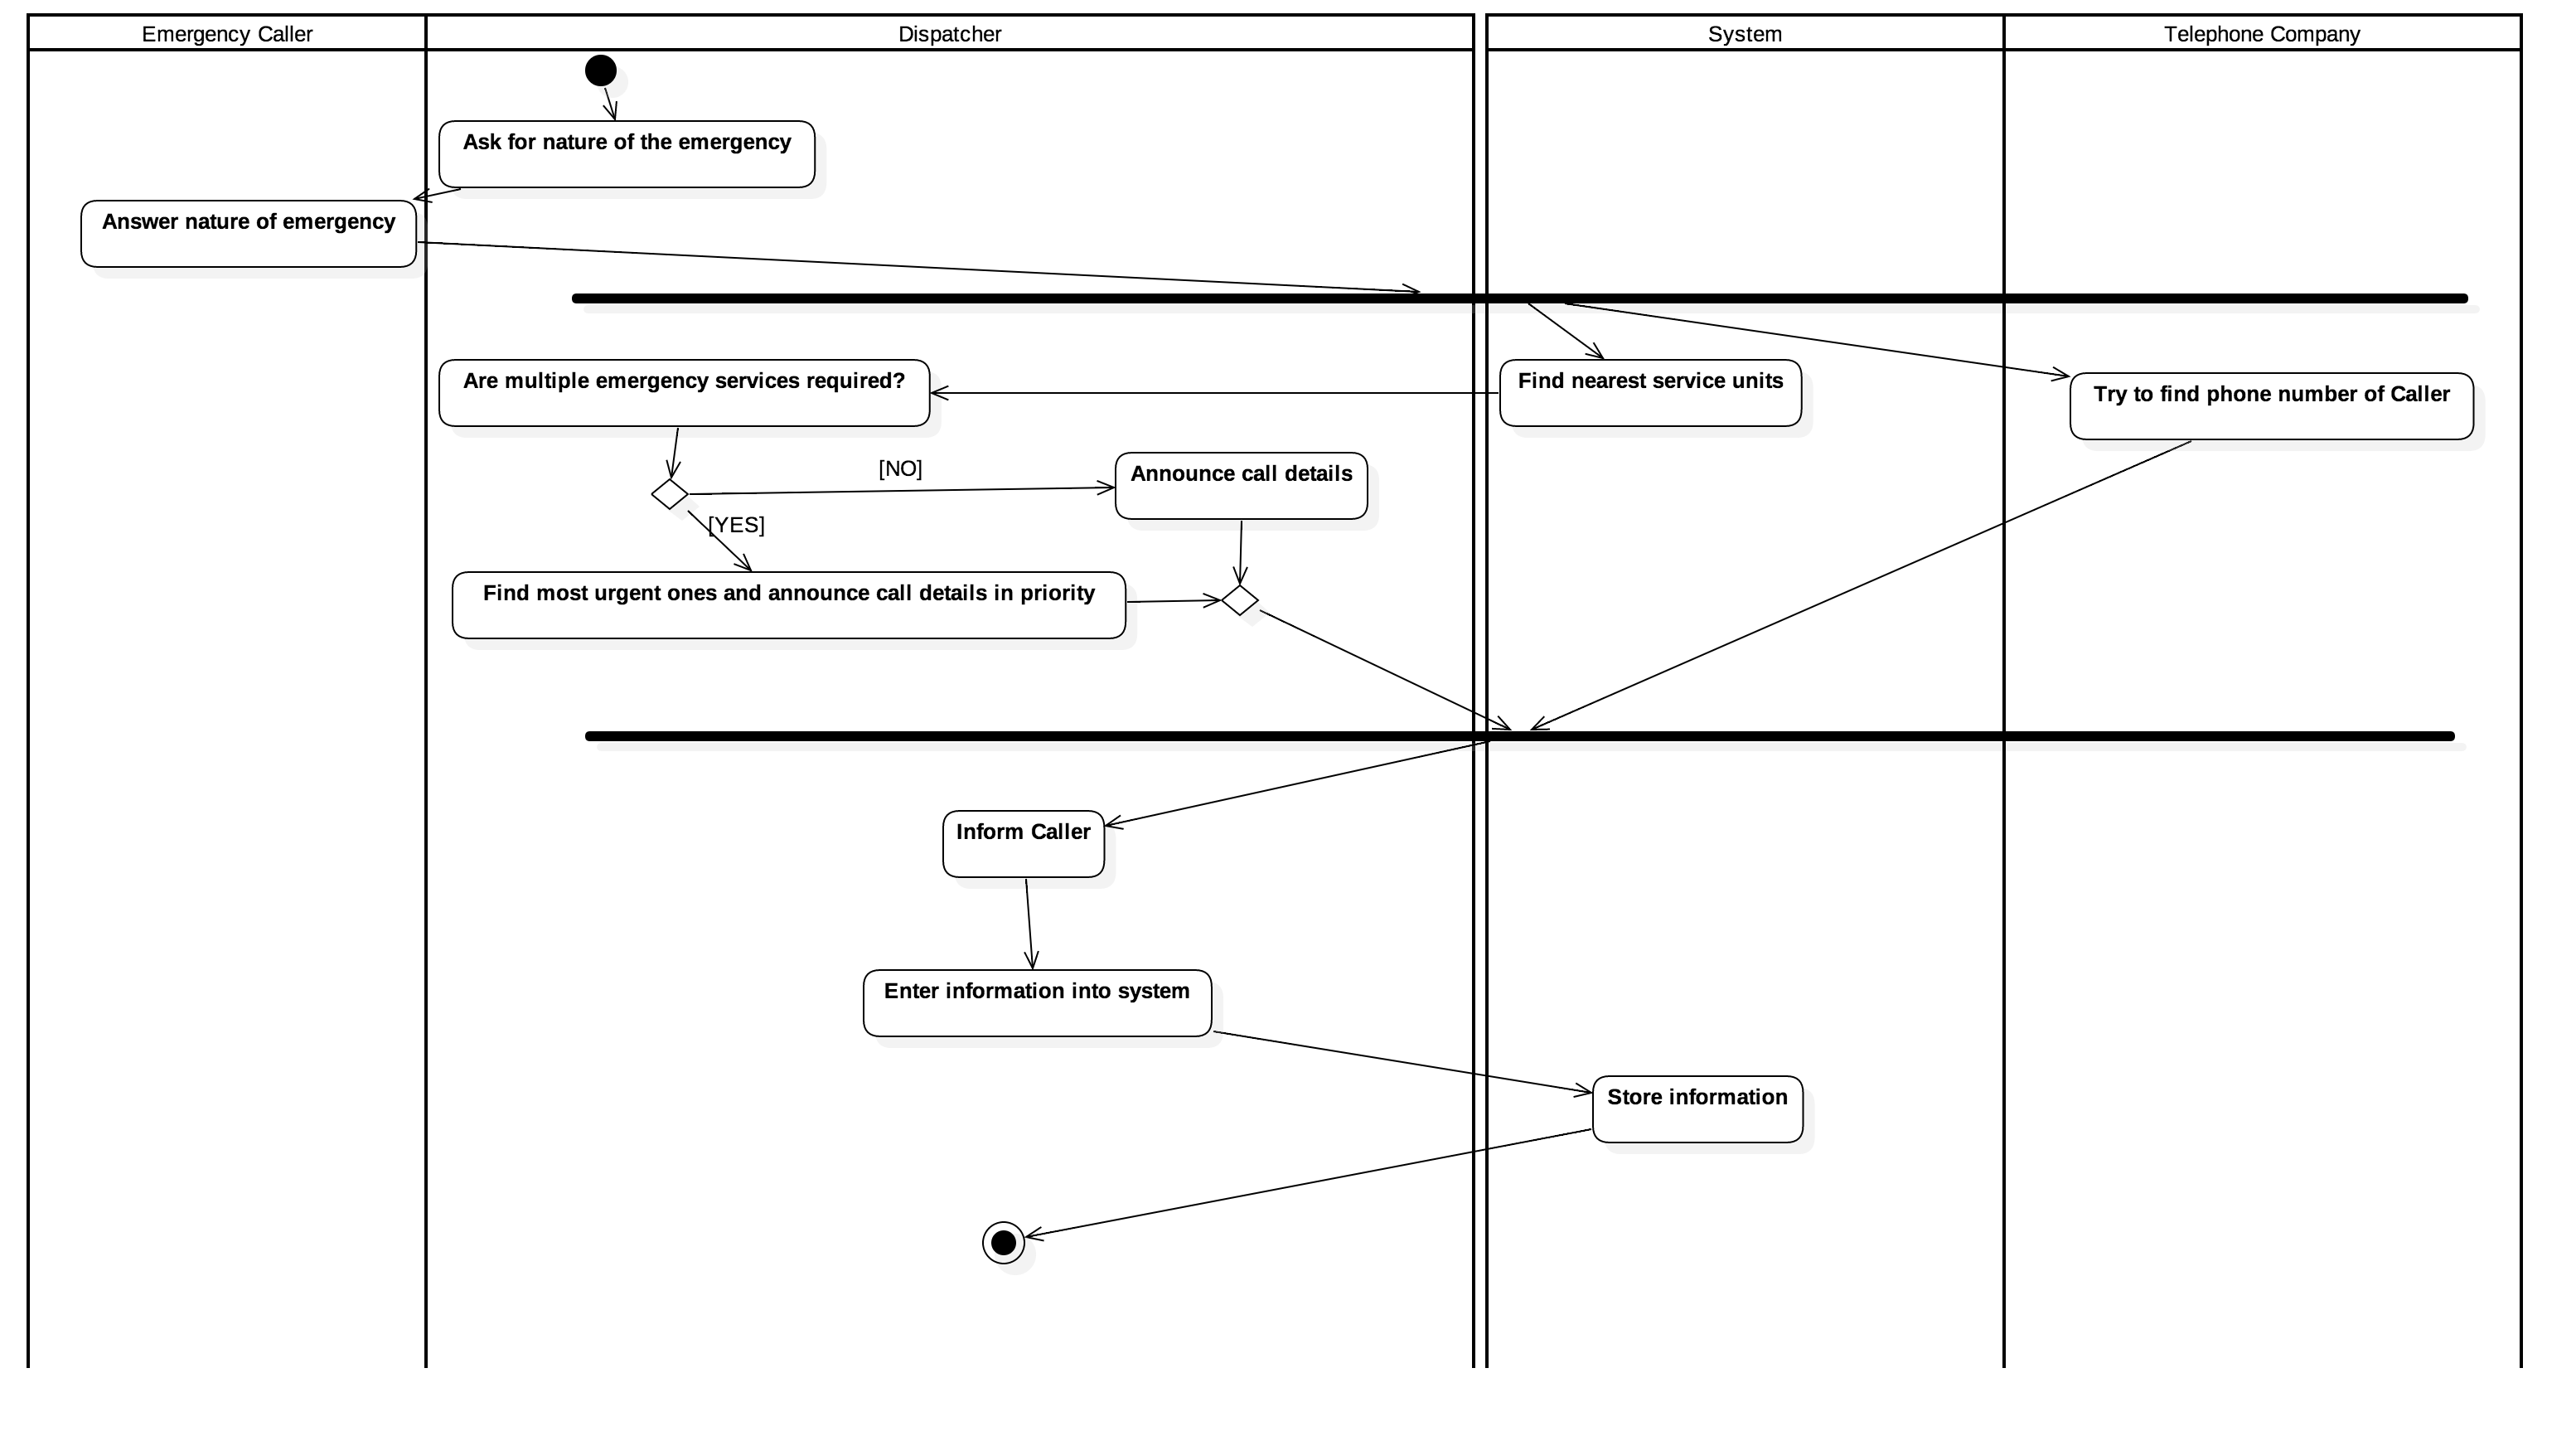 Emergency Caller
Dispatcher
System
Telephone Company
Ask for nature of the emergency
Answer nature of emergency
Are multiple emergency services required?
Find nearest service units
Try to find phone number of Caller
[NO]
Announce call details
[YES]
Find most urgent ones and announce call details in priority
Inform Caller
Enter information into system
Store information